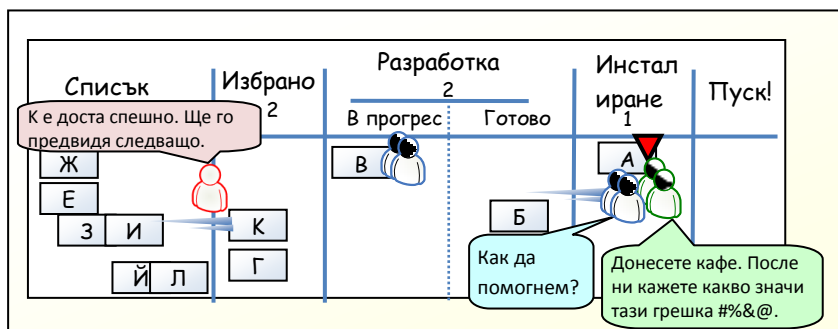 Списък
Избрано
2
Разработка
2
В прогрес
Готово
Инстал
иране
1
Пуск!
К е доста спешно. Ще го
предвидя следващо.
Ж
Е
З
И
Й
Л
К
Г
В
Б
А
Как да
помогнем?
Донесете кафе. После
ни кажете какво значи
тази грешка #%&@.